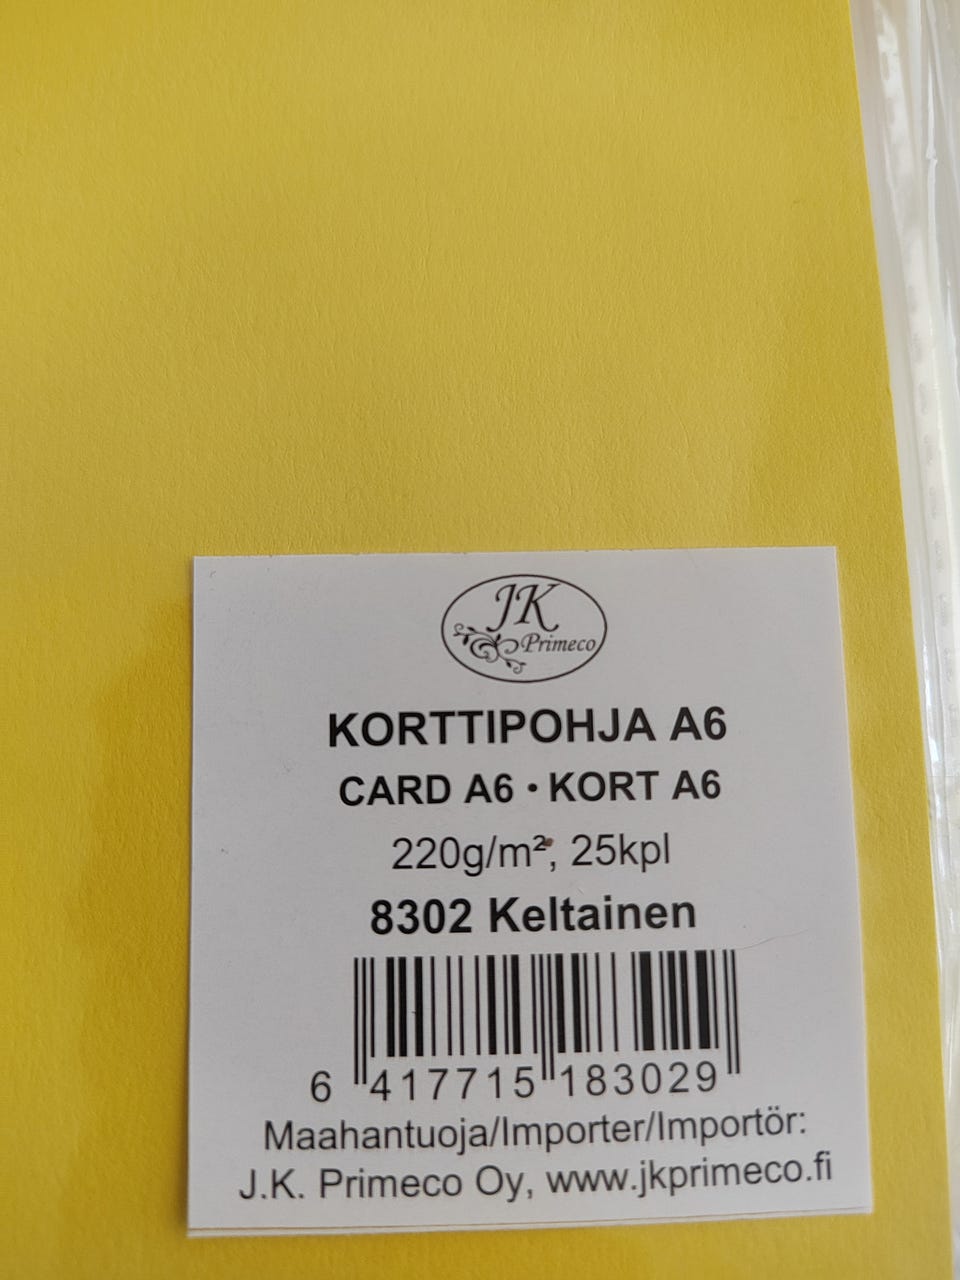 JK
Primeco
KORTTIPOHJA A6
CARD A6 • KORT A6
220g/m², 25kpl
8302 Keltainen
6 417715 183029
Maahantuoja/Importer/Importör:
J.K. Primeco Oy, www.jkprimeco.fi